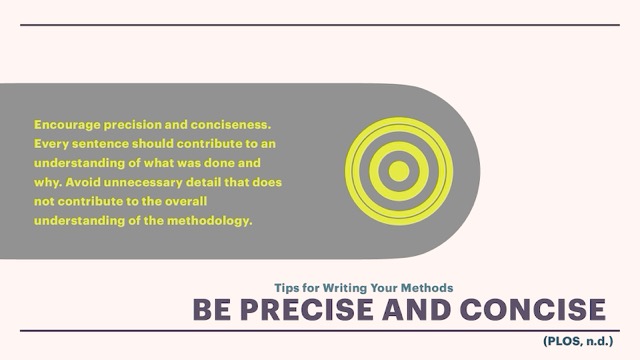 Encourage precision and conciseness.
Every sentence should contribute to an
understanding of what was done and
why. Avoid unnecessary detail that does
not contribute to the overall
understanding of the methodology.
Tips for Writing Your Methods
BE PRECISE AND CONCISE
(PLOS, n.d.)